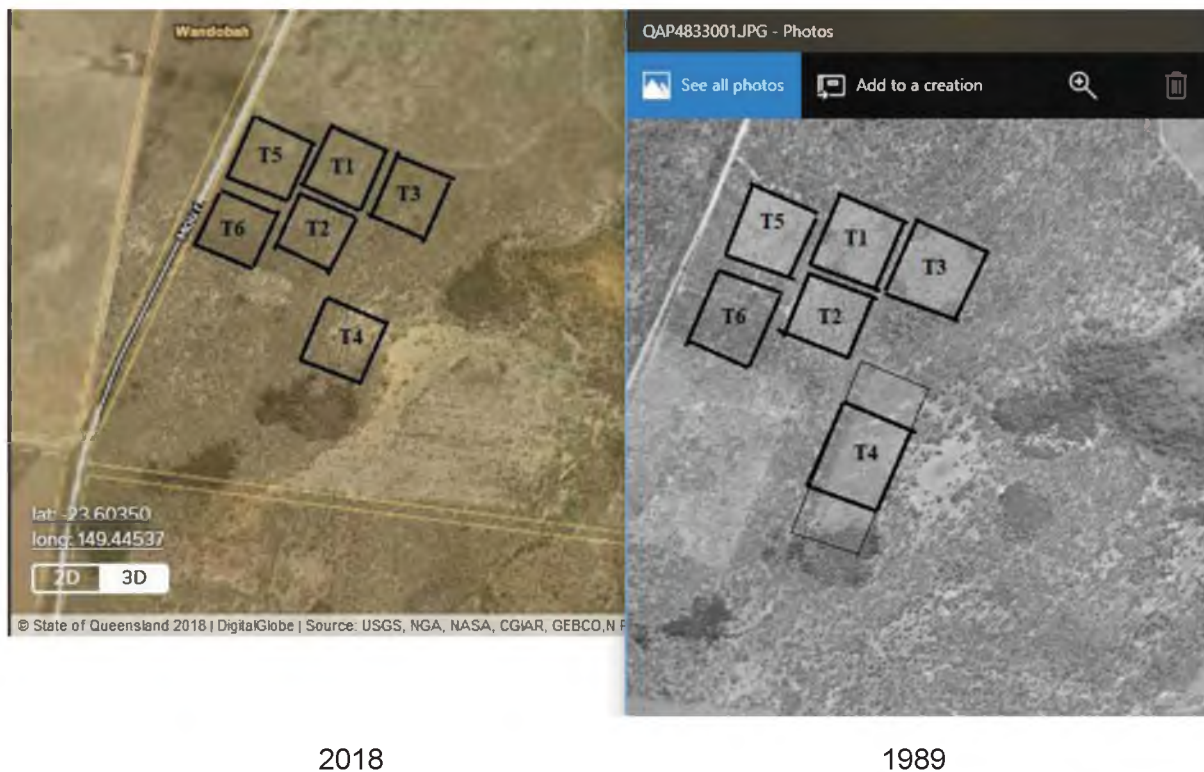 Wandobah
T5
T1
T3
T6
T2
T4
lat: -23.60350
long: 149.44537
2D 3D
© State of Queensland 2018 | DigitalGlobe | Source: USGS, NGA, NASA, CGIAR, GEBCO,N
2018
QAP4833001.JPG - Photos
See all photos Add to a creation
T5
T1
T3
T6
T2
T4
1989